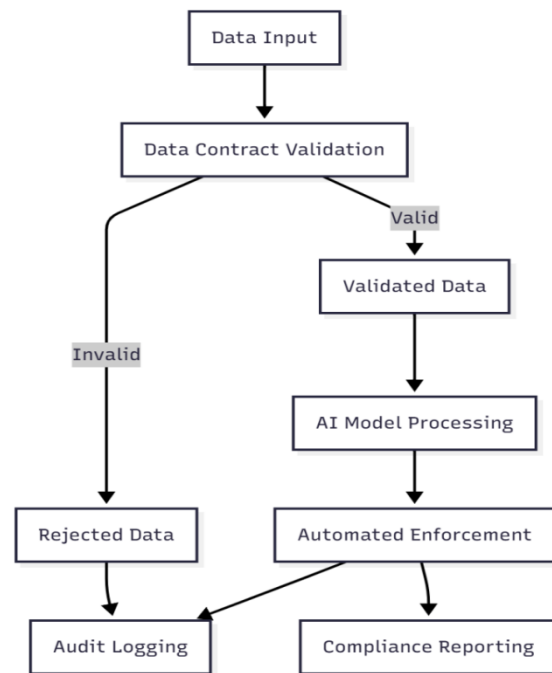 Data Input
Data Contract Validation
Valid
Validated Data
Invalid
AI Model Processing
Rejected Data
Automated Enforcement
Audit Logging
Compliance Reporting